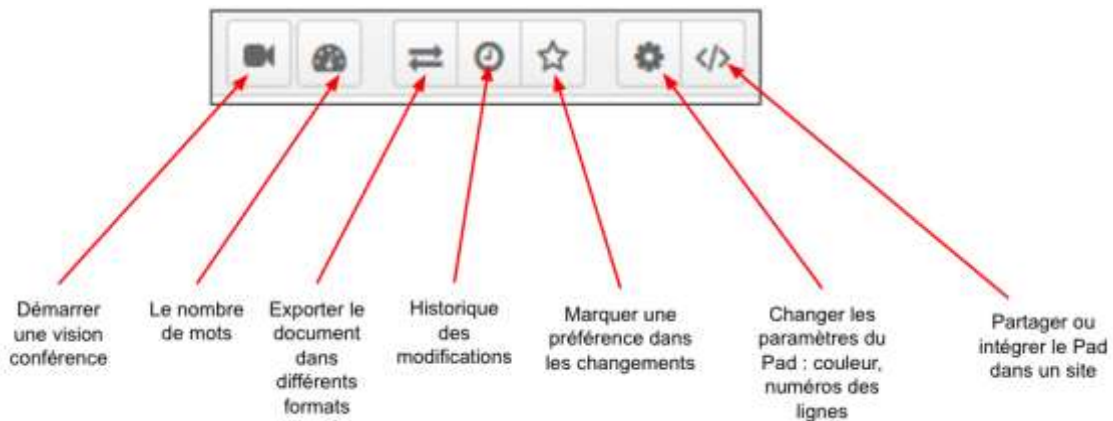 Démarrer
une vision
conférence
Le nombre
de mots
Exporter le
document
dans
différents
formats
Historique
des
modifications
Marquer une
préférence dans
les changements
Changer les
paramètres du
Pad : couleur,
numéros des
lignes
Partager ou
intégrer le Pad
dans un site